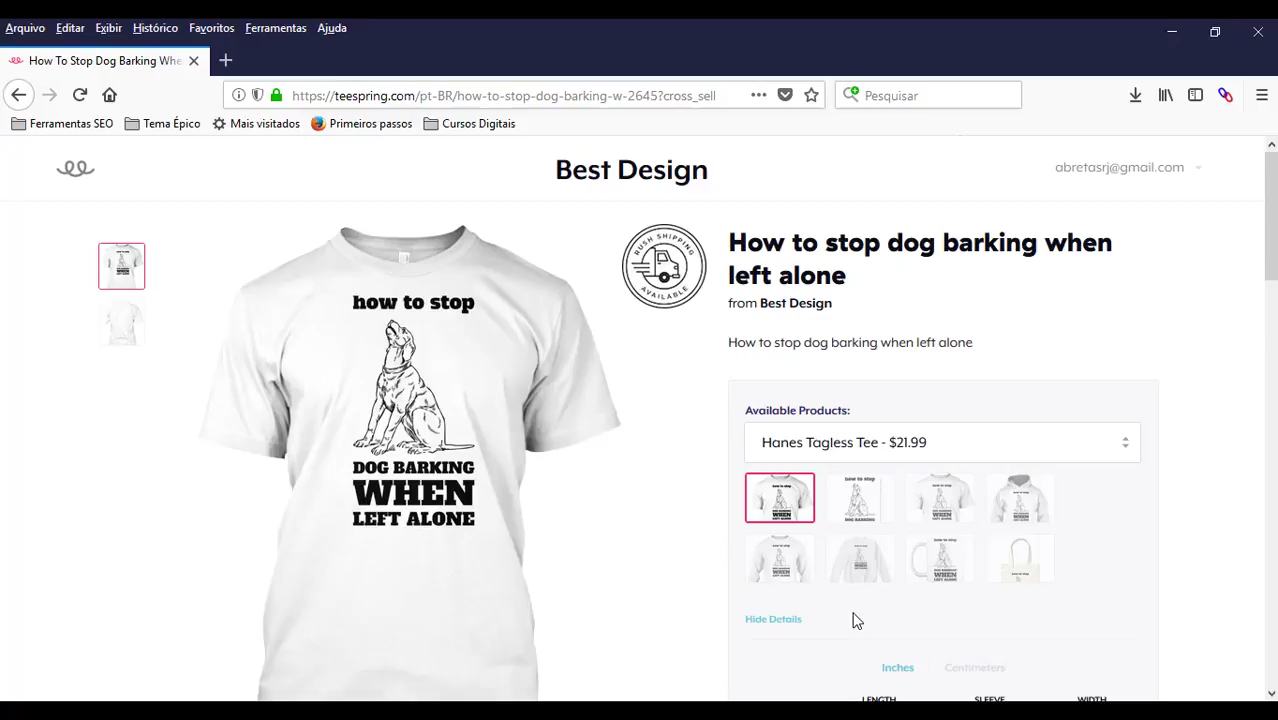 Arquivo Editar Exibir Histórico Favoritos Ferramentas Ajuda
How To Stop Dog Barking Whe
https://teespring.com/pt-BR/how-to-stop-dog-barking-w-2645?cross_sell
Pesquisar
Ferramentas SEO Tema Épico Mais visitados Primeiros passos Cursos Digitais
Best Design
abretasrj@gmail.com
how to stop
DOG BARKING
WHEN
LEFT ALONE
RUSH SHIPPING
AVAILABLE
How to stop dog barking when
left alone
from Best Design
How to stop dog barking when left alone
Available Products:
Hanes Tagless Tee - $21.99
Hide Details
Inches Centimeters
LENGTH SLEEVE WIDTH